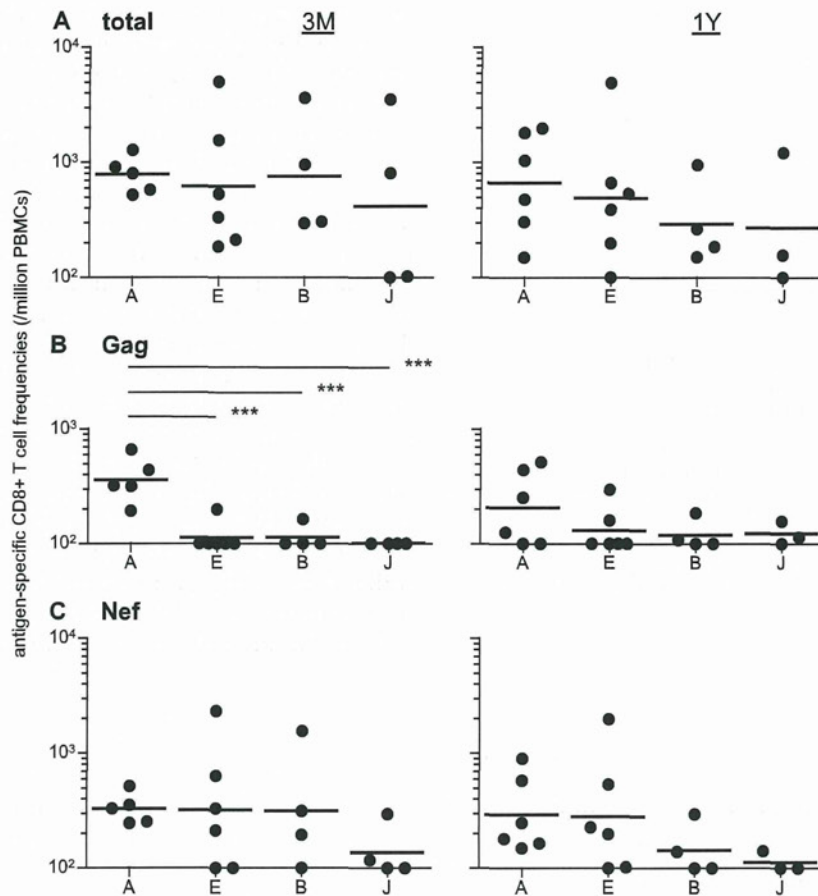 A total 3M 1Y
antigen-specific CD8+ T cell frequencies (/million PBMCs)
10⁴
10³
10²
A E B J
A E B J
B Gag
***
***
***
10³
10²
A E B J
A E B J
C Nef
10⁴
10³
10²
A E B J
A E B J